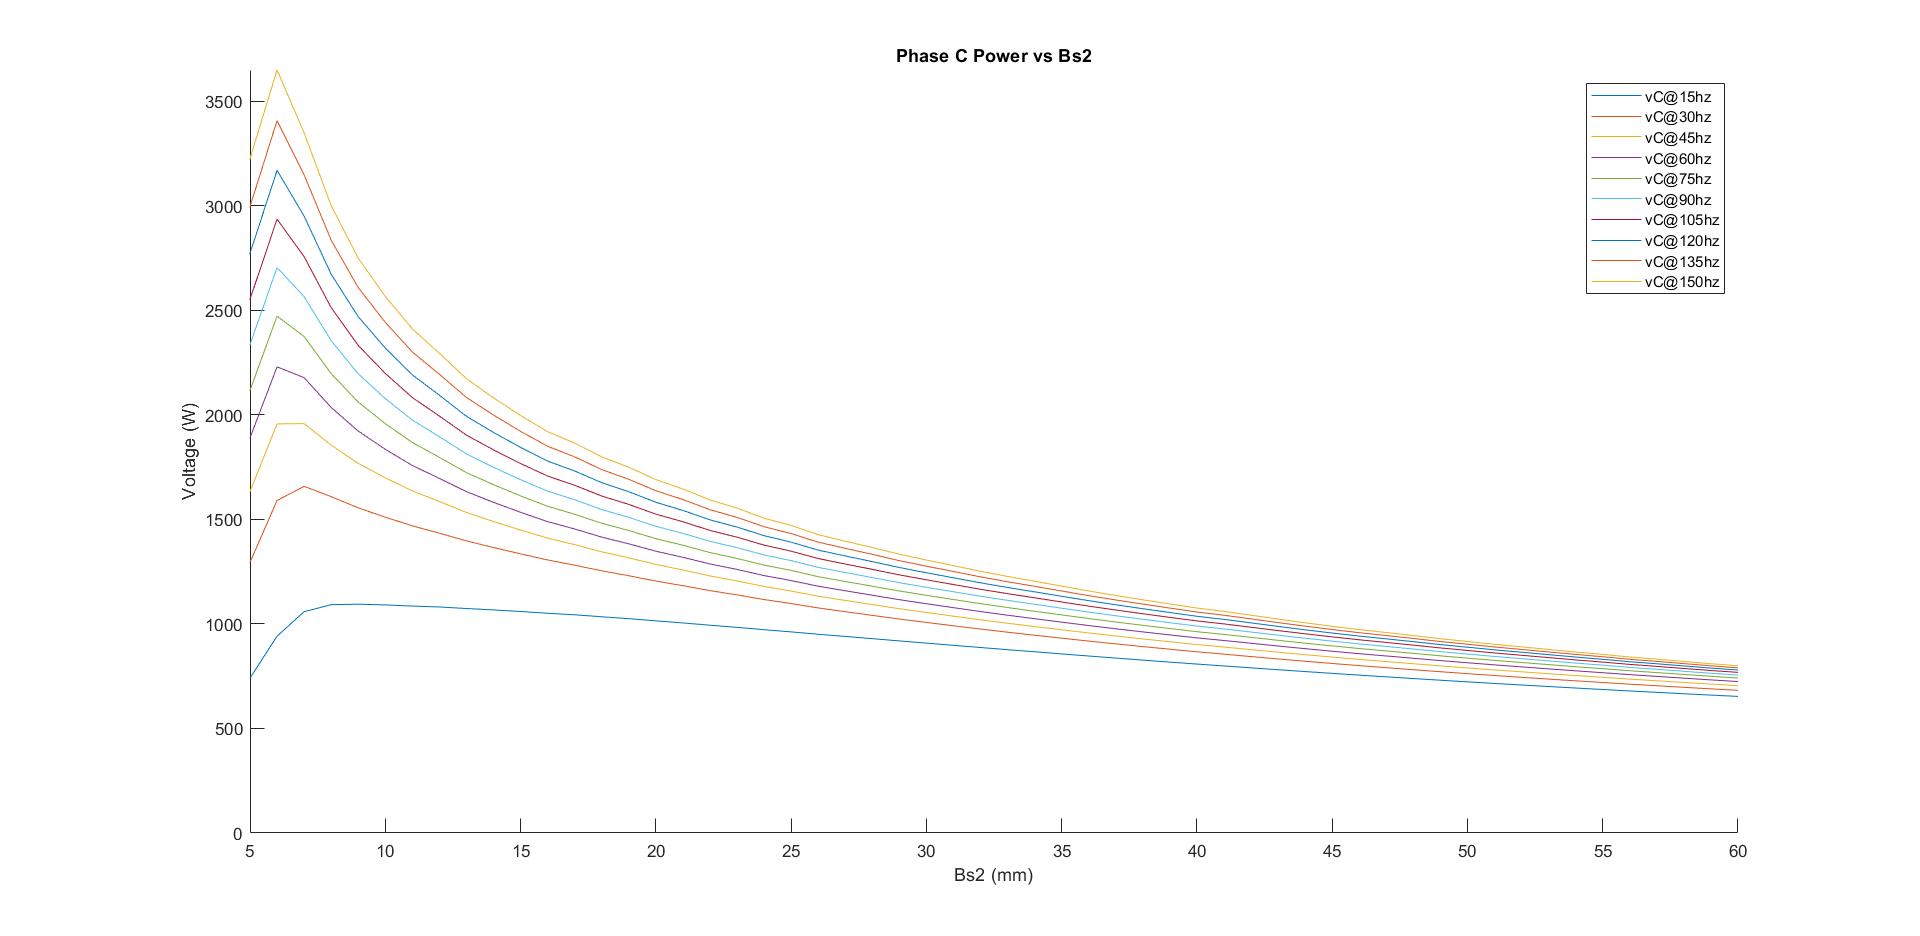 Phase C Power vs Bs2
vC@15hz
vC@30hz
vC@45hz
vC@60hz
vC@75hz
vC@90hz
vC@105hz
vC@120hz
vC@135hz
vC@150hz
Voltage (W)
3500
3000
2500
2000
1500
1000
500
0
5 10 15 20 25 30 35 40 45 50 55 60
Bs2 (mm)